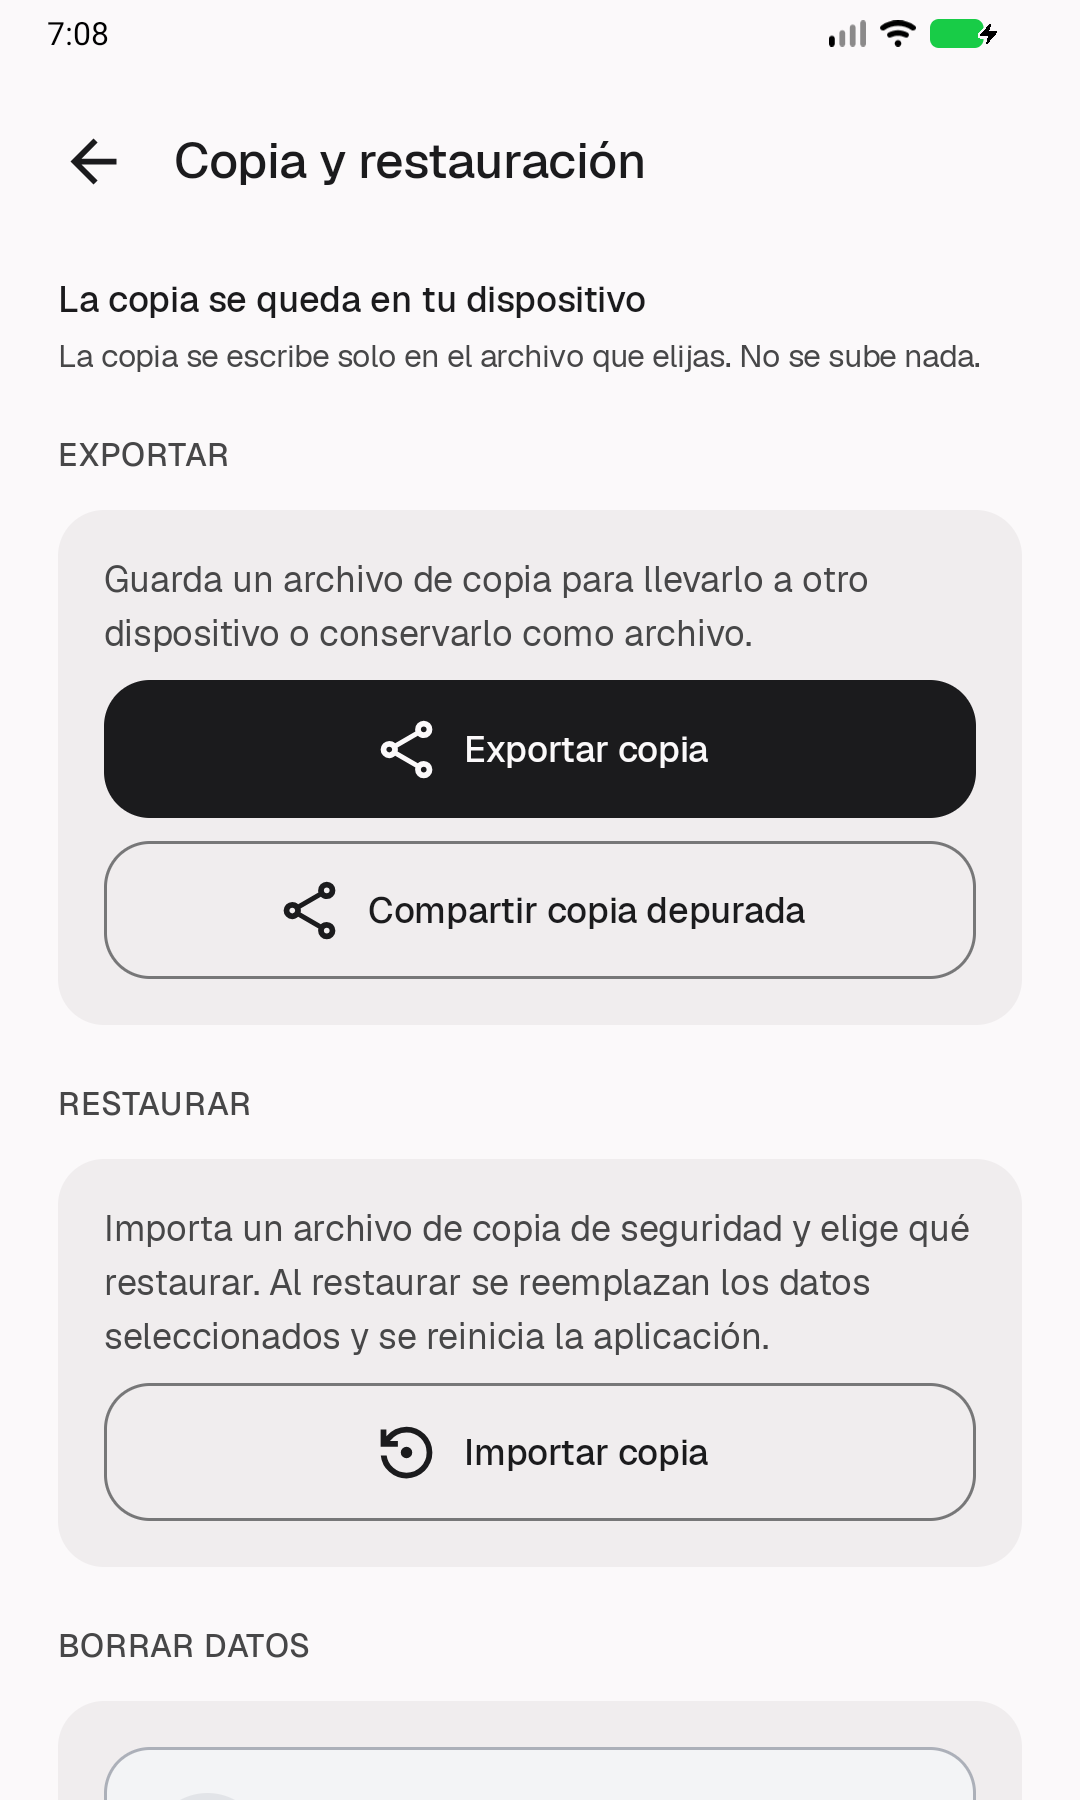 7:08
Copia y restauración
La copia se queda en tu dispositivo
La copia se escribe solo en el archivo que elijas. No se sube nada.
EXPORTAR
Guarda un archivo de copia para llevarlo a otro
dispositivo o conservarlo como archivo.
Exportar copia
Compartir copia depurada
RESTAURAR
Importa un archivo de copia de seguridad y elige qué
restaurar. Al restaurar se reemplazan los datos
seleccionados y se reinicia la aplicación.
Importar copia
BORRAR DATOS